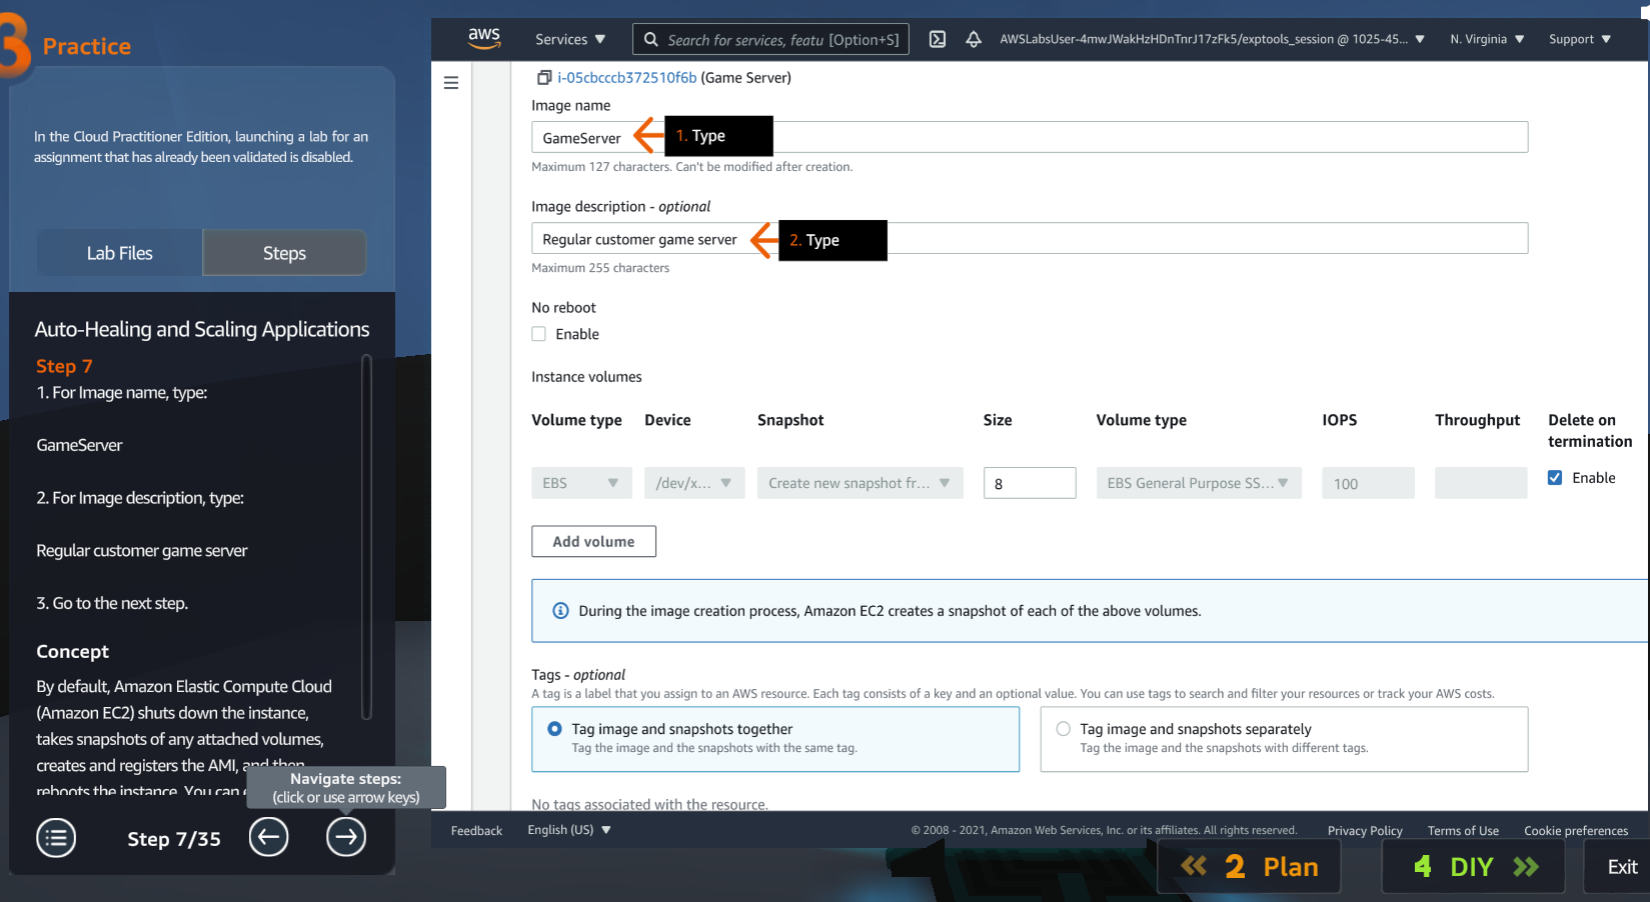 3 Practice
In the Cloud Practitioner Edition, launching a lab for an
assignment that has already been validated is disabled.
Lab Files
Steps
Auto-Healing and Scaling Applications
Step 7
1. For Image name, type:
GameServer
2. For Image description, type:
Regular customer game server
3. Go to the next step.
Concept
By default, Amazon Elastic Compute Cloud
(Amazon EC2) shuts down the instance,
takes snapshots of any attached volumes,
creates and registers the AMI, and then
reboots the instance. You can
Navigate steps:
(click or use arrow keys)
Step 7/35
aws
Services
Search for services, featu [Option+S]
AWSLabsUser-4mwJWakHzHDnTnrJ17zFk5/exptools_session @ 1025-45...
N. Virginia
Support
i-05cbcccb372510f6b (Game Server)
Image name
GameServer
1. Type
Maximum 127 characters. Can't be modified after creation.
Image description - optional
Regular customer game server
2. Type
Maximum 255 characters
No reboot
Enable
Instance volumes
Volume type Device Snapshot Size Volume type IOPS Throughput Delete on
termination
EBS /dev/x... Create new snapshot fr... 8 EBS General Purpose SS... 100 Enable
Add volume
During the image creation process, Amazon EC2 creates a snapshot of each of the above volumes.
Tags - optional
A tag is a label that you assign to an AWS resource. Each tag consists of a key and an optional value. You can use tags to search and filter your resources or track your AWS costs.
Tag image and snapshots together
Tag the image and the snapshots with the same tag.
Tag image and snapshots separately
Tag the image and the snapshots with different tags.
No tags associated with the resource.
Feedback
English (US)
© 2008 - 2021, Amazon Web Services, Inc. or its affiliates. All rights reserved.
Privacy Policy
Terms of Use
Cookie preferences
2 Plan
4 DIY
Exit